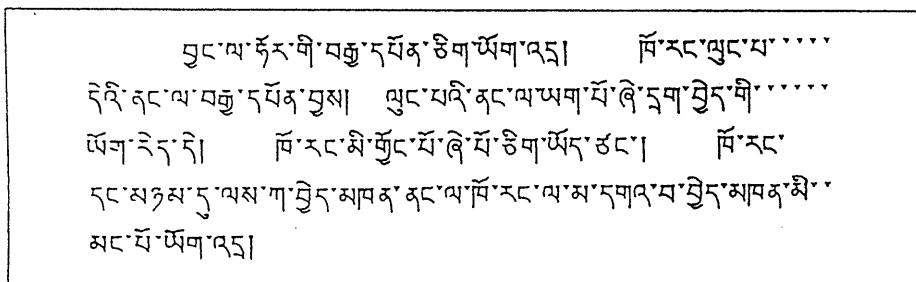 བྱང་ལ་ཧོར་གི་བརྒྱ་དཔོན་ཅིག་ཡོག་འདྲ།    ཁོ་རང་ལུང་པ་་་་་་
དེའི་ནང་ལ་བརྒྱ་དཔོན་བྱས།    ལུང་པའི་ནང་ལ་ཡག་པོ་ཞེ་དྲག་བྱེད་གི་་་་་་་
ཡོག་རེད་དེ།    ཁོ་རང་མི་གྱོང་པོ་ཞེ་པོ་ཅིག་ཡོད་ཙང་།    ཁོ་རང་
དང་མཉམ་དུ་ལས་ཀ་བྱེད་མཁན་ནང་ལ་ཁོ་རང་ལ་མ་དགའ་བ་བྱེད་མཁན་མི་་་
མང་པོ་ཡོག་འདྲ།